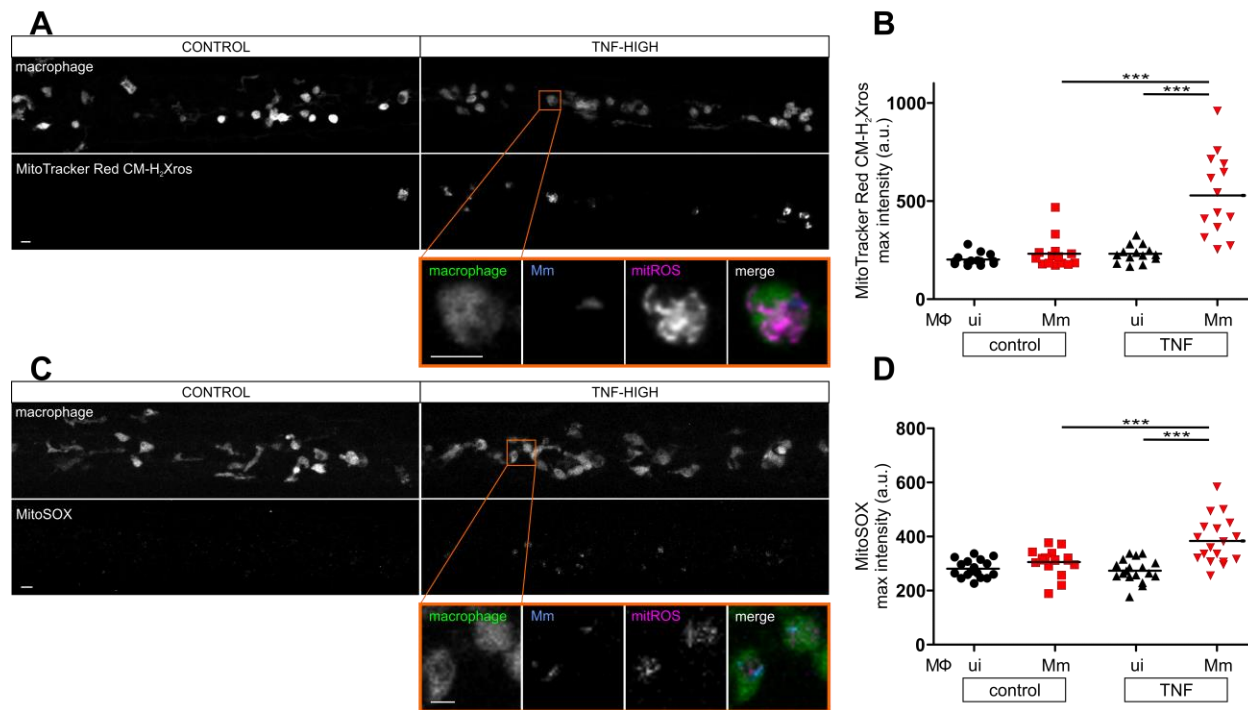 A
CONTROL
TNF-HIGH
macrophage
MitoTracker Red CM-H₂Xros
macrophage
Mm
mitROS
merge
B
MitoTracker Red CM-H₂Xros
max intensity (a.u.)
1000
500
0
***
***
MΦ ui Mm ui Mm
control TNF
C
CONTROL
TNF-HIGH
macrophage
MitoSOX
macrophage
Mm
mitROS
merge
D
MitoSOX
max intensity (a.u.)
800
600
400
200
0
***
***
MΦ ui Mm ui Mm
control TNF